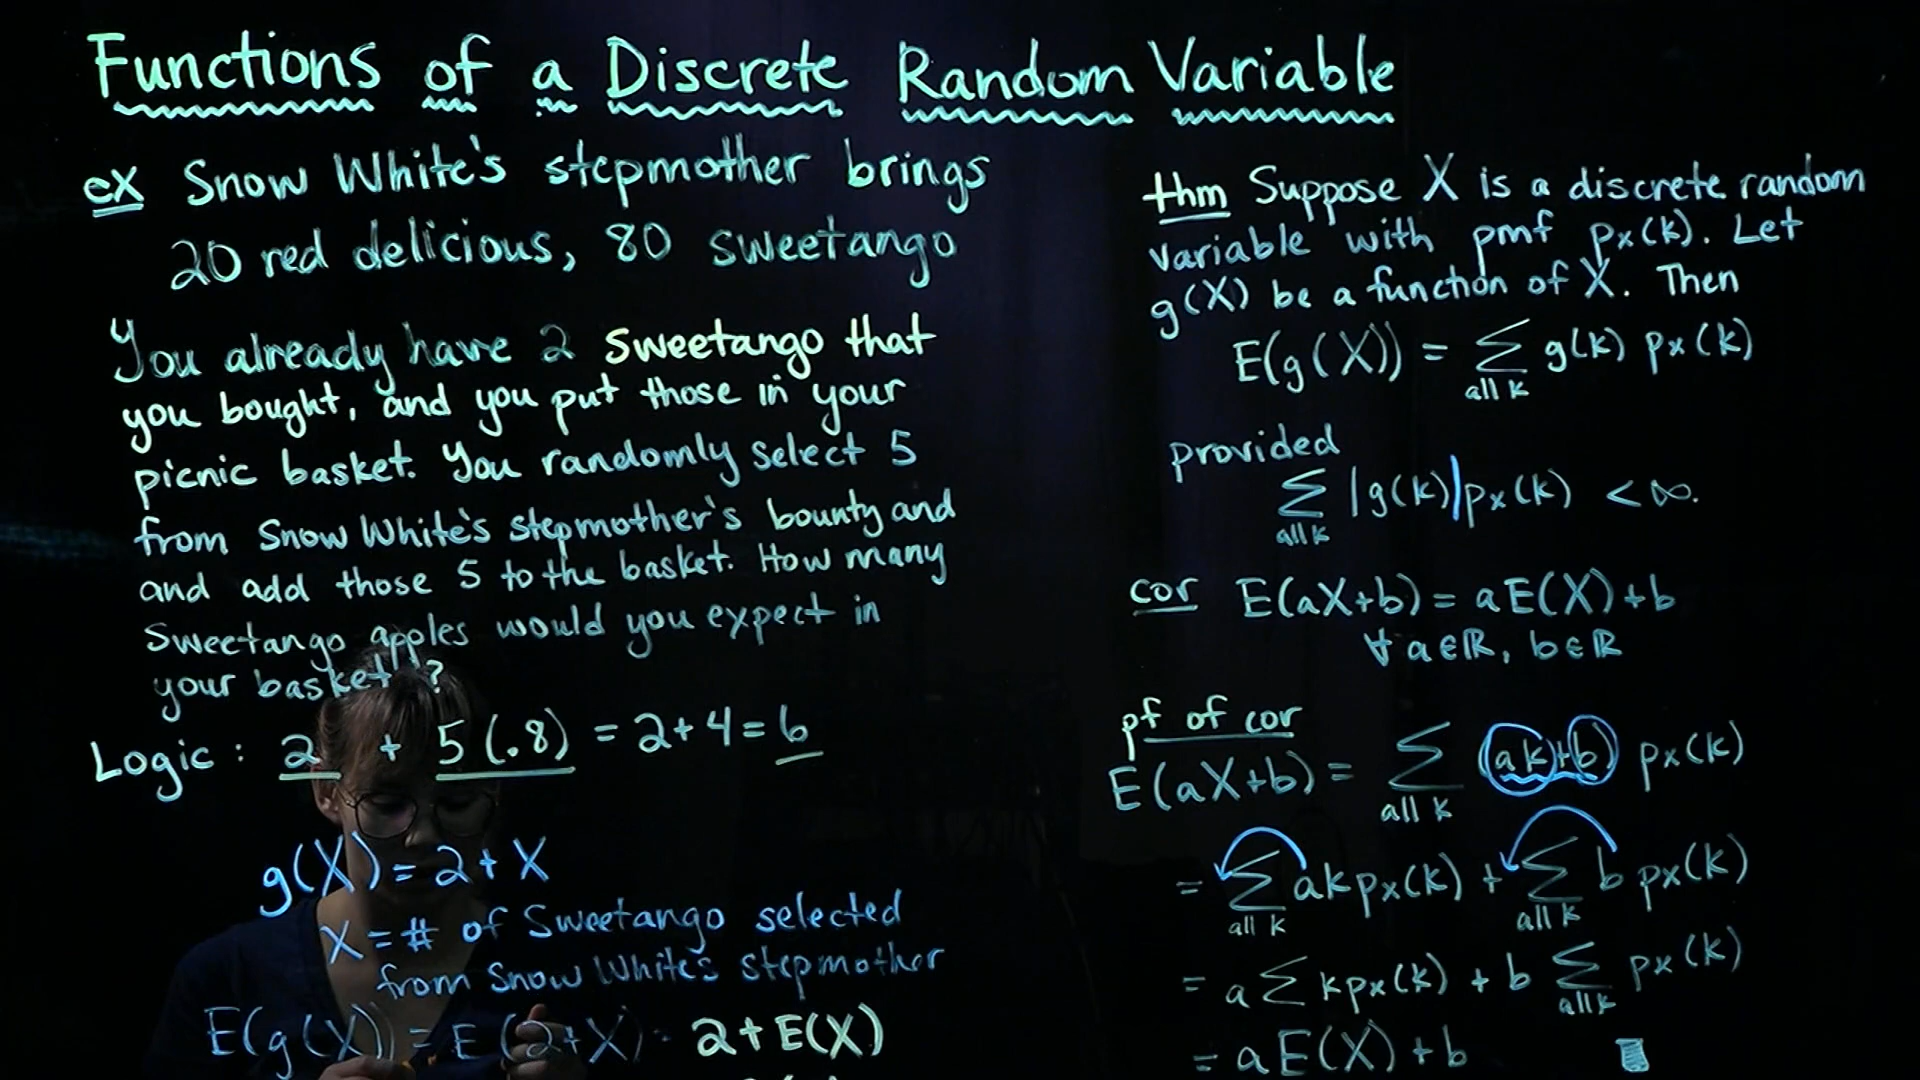 Functions of a Discrete Random Variable
ex Snow White's stepmother brings
20 red delicious, 80 sweetango
You already have 2 Sweetango that
you bought, and you put those in your
picnic basket. You randomly select 5
from Snow White's stepmother's bounty and
and add those 5 to the basket. How many
Sweetango apples would you expect in
your basket?
Logic: 2 + 5(.8) = 2+4=6
g(X)=2+X
X=# of Sweetango selected
from Snow White's stepmother
E(g(X))=E(2+X)= 2+E(X)
thm Suppose X is a discrete random
variable with pmf pₓ(k). Let
g(X) be a function of X. Then
E(g(X)) = ∑ g(k) pₓ(k)
all k
provided
∑ |g(k)|pₓ(k) < ∞.
all k
cor E(aX+b)=aE(X)+b
∀ a∈ℝ, b∈ℝ
pf of cor
E(aX+b)= ∑ (ak+b) pₓ(k)
all k
= ∑ akpₓ(k) + ∑ b pₓ(k)
all k all k
= a∑ kpₓ(k) + b ∑ pₓ(k)
all k
= aE(X)+b